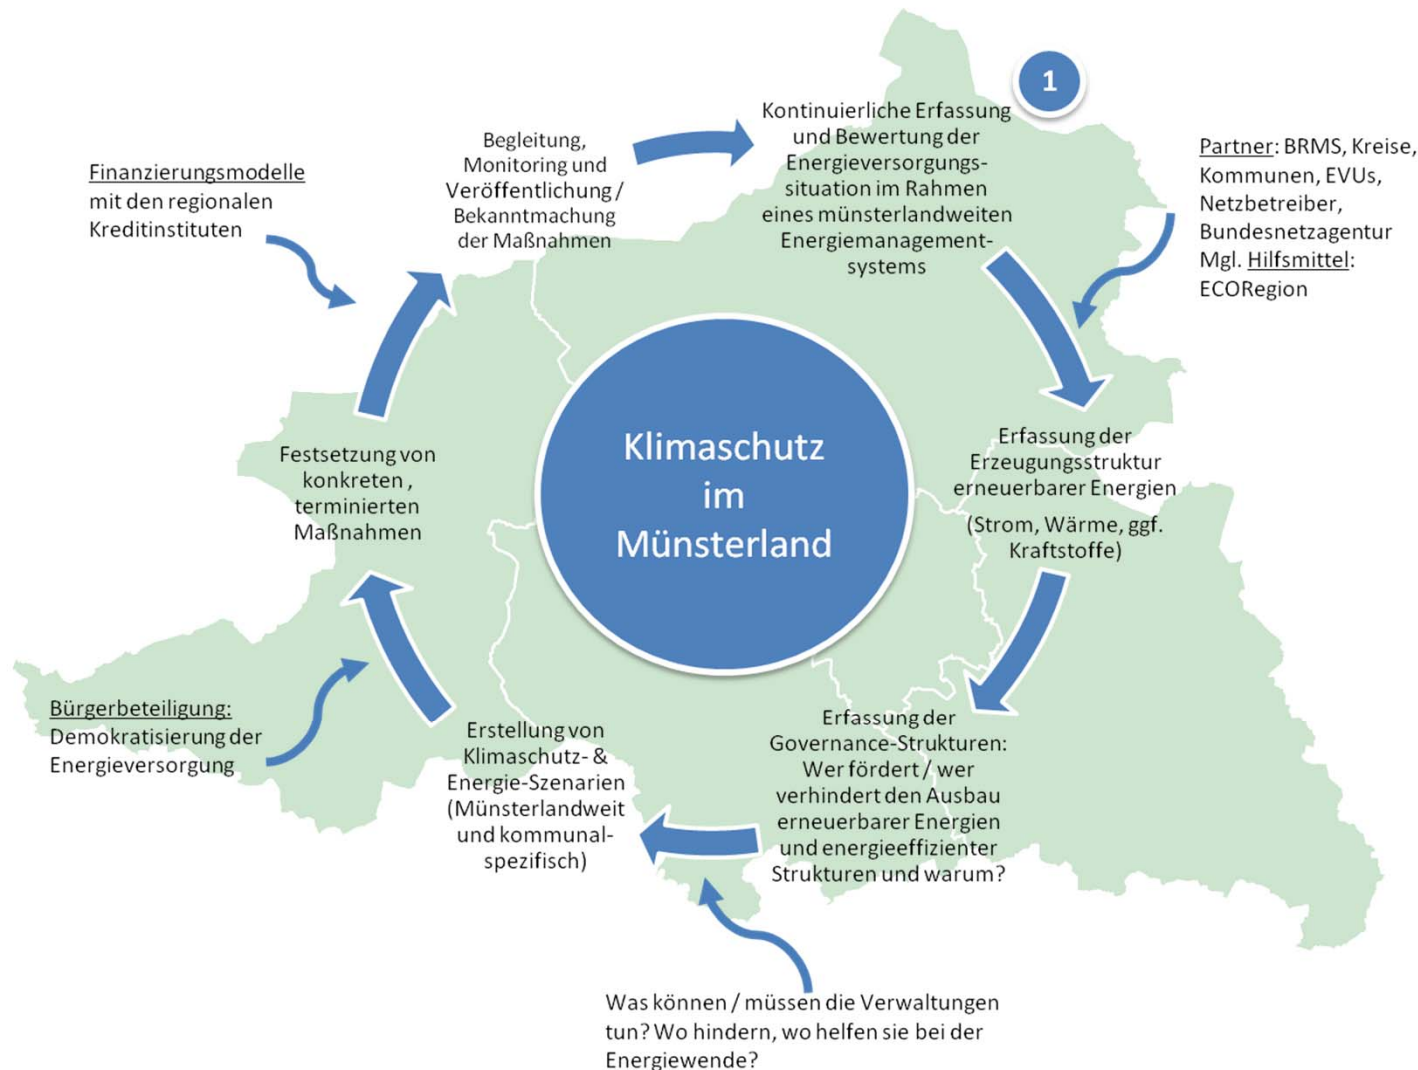 1
Kontinuierliche Erfassung
und Bewertung der
Energieversorgungs-
situation im Rahmen
eines münsterlandweiten
Energiemanagement-
systems
Partner: BRMS, Kreise,
Kommunen, EVUs,
Netzbetreiber,
Bundesnetzagentur
Mgl. Hilfsmittel:
ECORegion
Erfassung der
Erzeugungsstruktur
erneuerbarer Energien
(Strom, Wärme, ggf.
Kraftstoffe)
Erfassung der
Governance-Strukturen:
Wer fördert / wer
verhindert den Ausbau
erneuerbarer Energien
und energieeffizienter
Strukturen und warum?
Was können / müssen die Verwaltungen
tun? Wo hindern, wo helfen sie bei der
Energiewende?
Erstellung von
Klimaschutz- &
Energie-Szenarien
(Münsterlandweit
und kommunal-
spezifisch)
Bürgerbeteiligung:
Demokratisierung der
Energieversorgung
Festsetzung von
konkreten ,
terminierten
Maßnahmen
Finanzierungsmodelle
mit den regionalen
Kreditinstituten
Begleitung,
Monitoring und
Veröffentlichung /
Bekanntmachung
der Maßnahmen
Klimaschutz
im
Münsterland